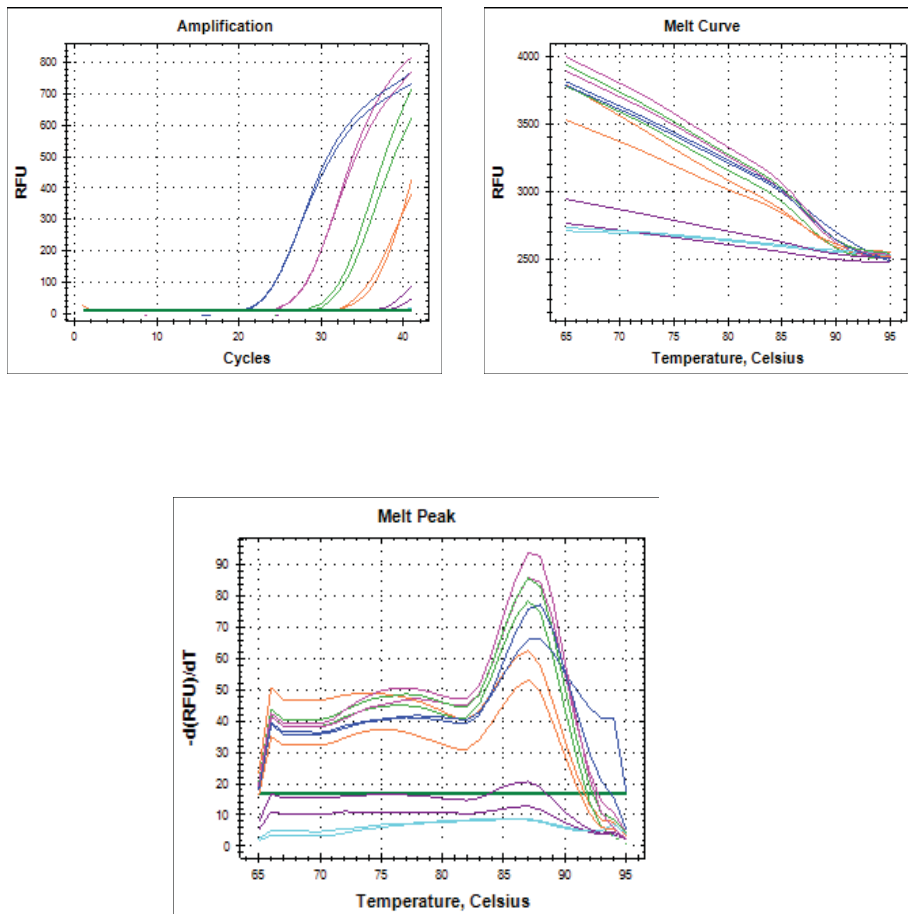 Amplification
800
700
600
500
400
300
200
100
0
RFU
0 10 20 30 40
Cycles
Melt Curve
4000
3500
3000
2500
RFU
65 70 75 80 85 90 95
Temperature, Celsius
Melt Peak
90
80
70
60
50
40
30
20
10
0
-d(RFU)/dT
65 70 75 80 85 90 95
Temperature, Celsius